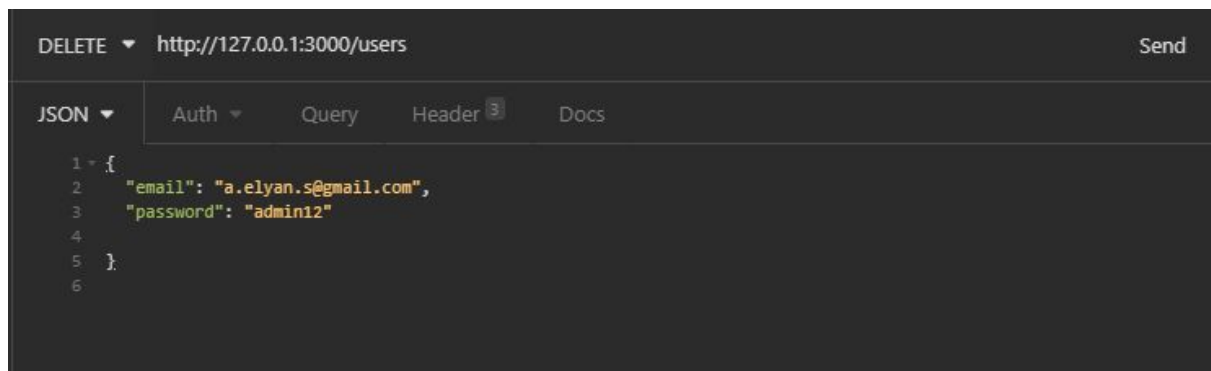 DELETE http://127.0.0.1:3000/users Send
JSON Auth Query Header 3 Docs
1 {
2 "email": "a.elyan.s@gmail.com",
3 "password": "admin12"
4
5 }
6